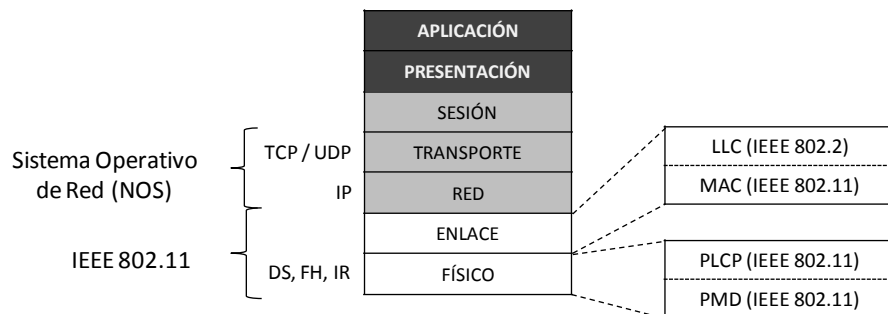 APLICACIÓN
PRESENTACIÓN
SESIÓN
TCP / UDP
TRANSPORTE
LLC (IEEE 802.2)
Sistema Operativo
de Red (NOS)
IP
RED
MAC (IEEE 802.11)
ENLACE
IEEE 802.11
PLCP (IEEE 802.11)
DS, FH, IR
FÍSICO
PMD (IEEE 802.11)